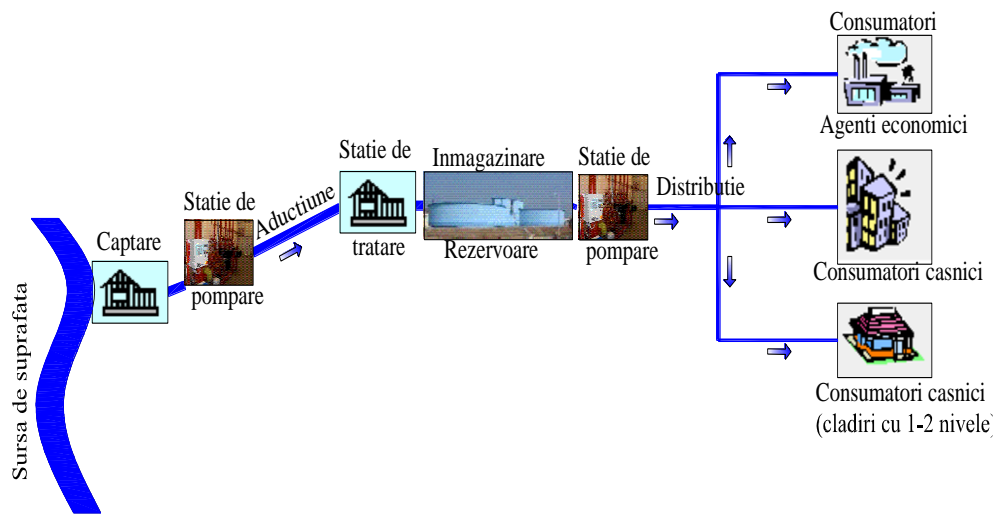 Sursa de suprafata
Captare
Statie de
pompare
Aductiune
Statie de
tratare
Inmagazinare
Rezervoare
Statie de
pompare
Distributie
Consumatori
Agenti economici
Consumatori casnici
Consumatori casnici
(cladiri cu 1-2 nivele)